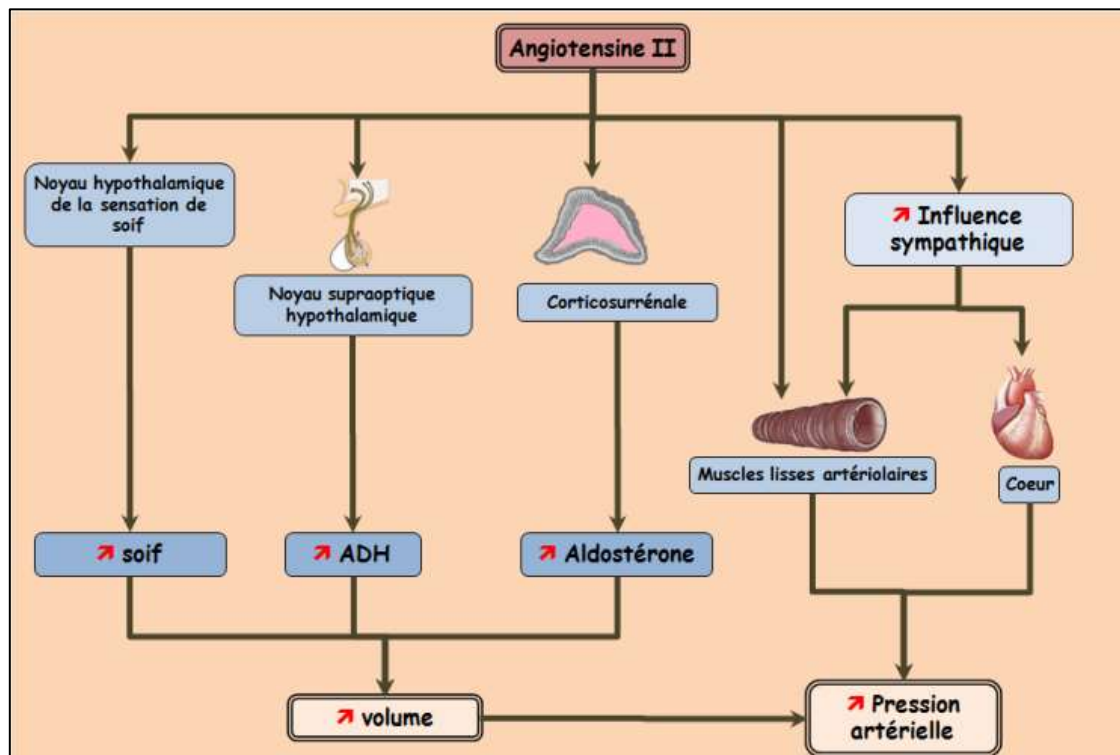 Angiotensine II
Noyau hypothalamique
de la sensation de
soif
Noyau supraoptique
hypothalamique
Corticosurrénale
↗ Influence
sympathique
Muscles lisses artériolaires
Coeur
↗ soif
↗ ADH
↗ Aldostérone
↗ volume
↗ Pression
artérielle